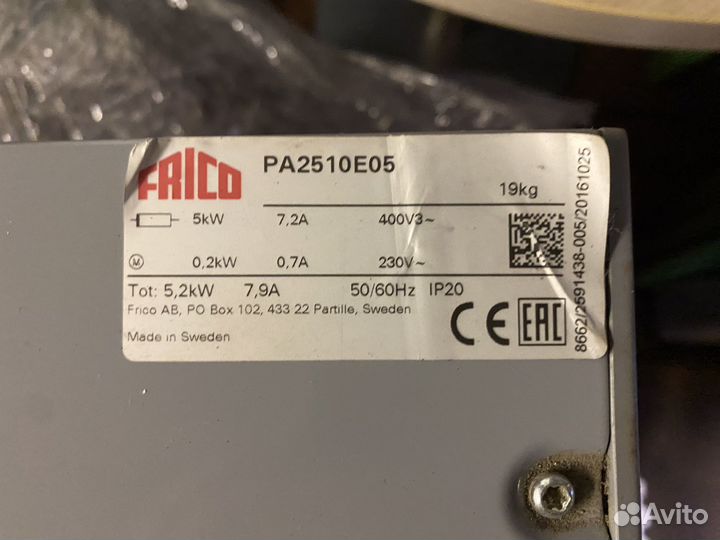 FRICO
PA2510E05
19kg
5kW 7,2A 400V3~
M 0,2kW 0,7A 230V~
Tot: 5,2kW 7,9A 50/60Hz IP20
Frico AB, PO Box 102, 433 22 Partille, Sweden
CE EAC
Made in Sweden
8662/2591438-005/20161025
Avito